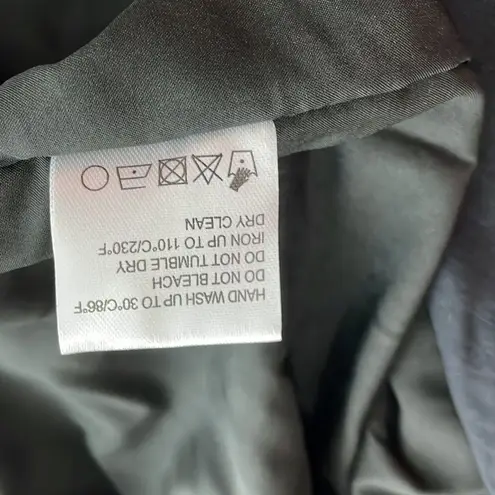 HAND WASH UP TO 30°C/86°F
DO NOT BLEACH
DO NOT TUMBLE DRY
IRON UP TO 110°C/230°F
DRY CLEAN